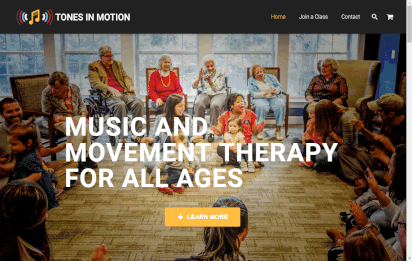 TONES IN MOTION
Home Join a Class Contact
MUSIC AND
MOVEMENT THERAPY
FOR ALL AGES
LEARN MORE